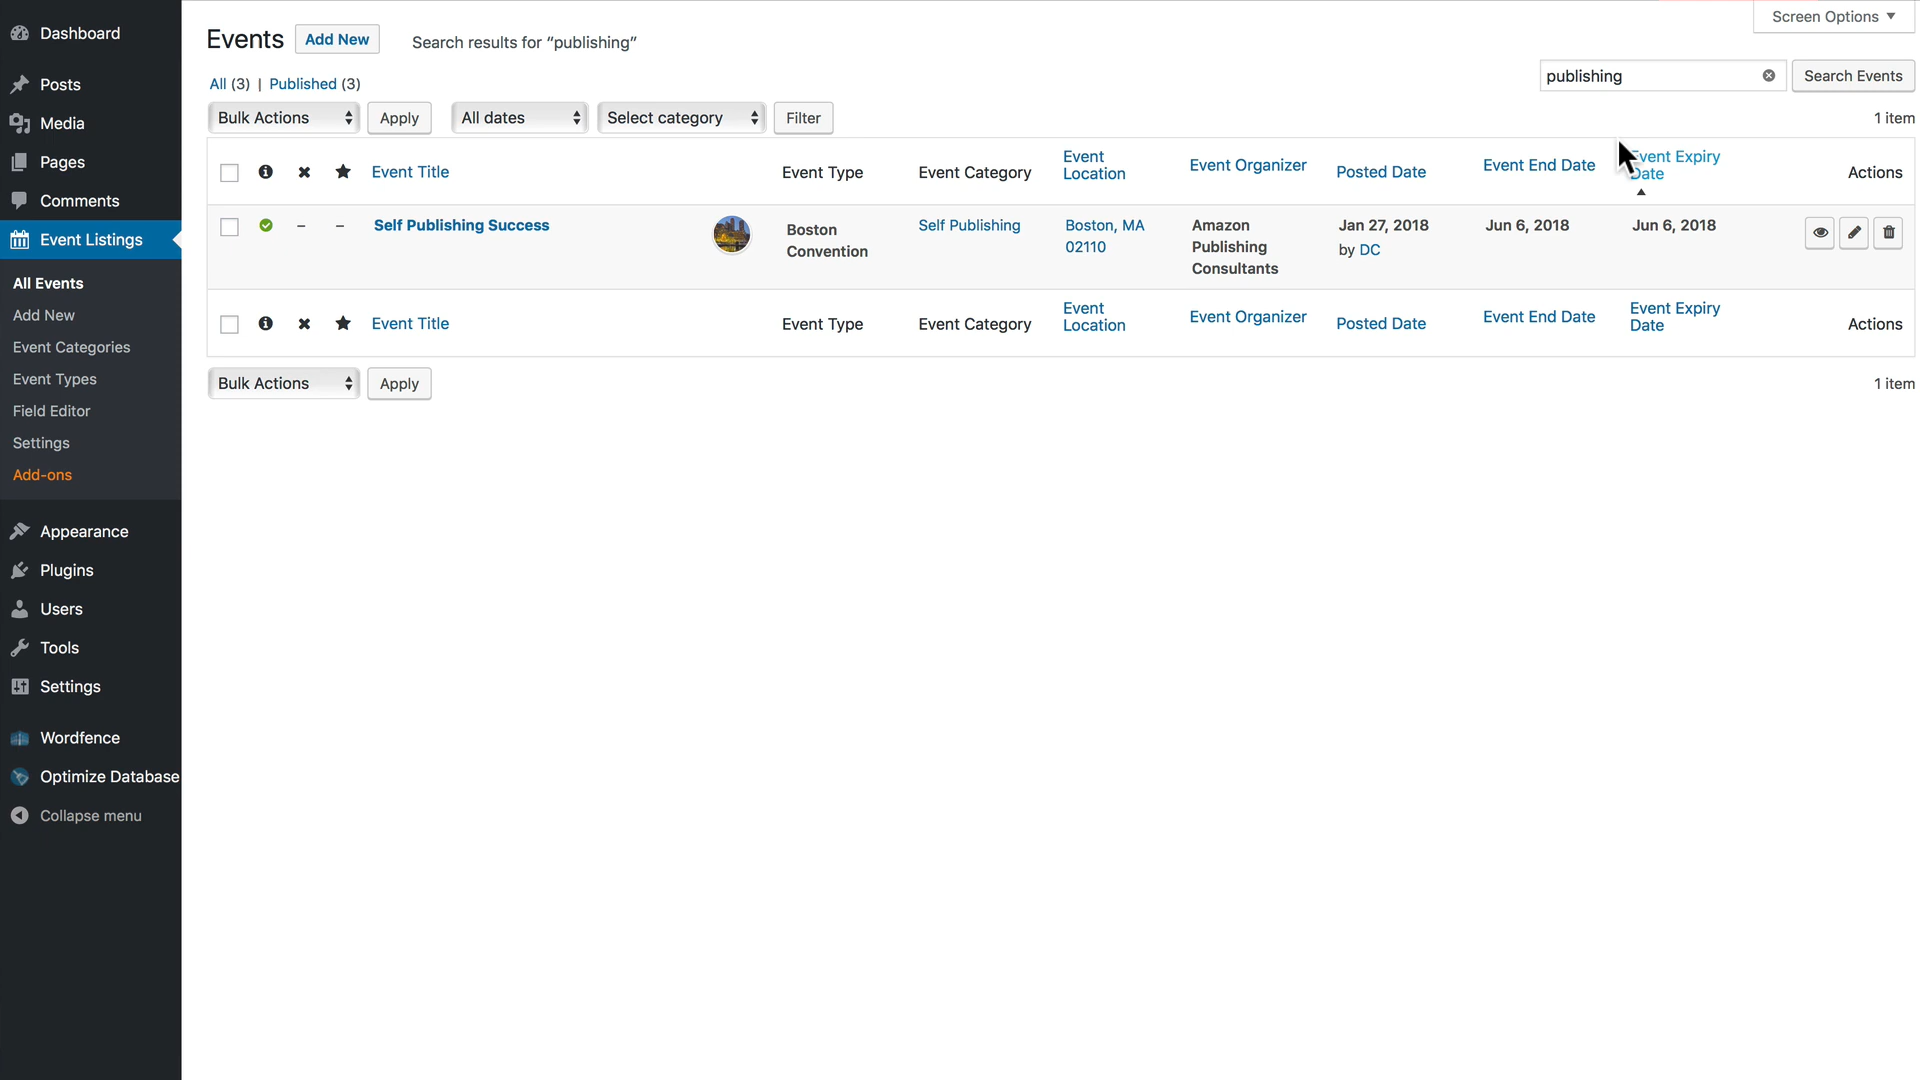 Dashboard
Posts
Media
Pages
Comments
Event Listings
All Events
Add New
Event Categories
Event Types
Field Editor
Settings
Add-ons
Appearance
Plugins
Users
Tools
Settings
Wordfence
Optimize Database
Collapse menu
Screen Options
Events Add New Search results for “publishing”
All (3) | Published (3)
publishing Search Events
Bulk Actions Apply All dates Select category Filter 1 item
Event Title Event Type Event Category Event Location Event Organizer Posted Date Event End Date Event Expiry Date Actions
Self Publishing Success
Boston
Convention
Self Publishing
Boston, MA
02110
Amazon
Publishing
Consultants
Jan 27, 2018
by DC
Jun 6, 2018
Jun 6, 2018
Event Title Event Type Event Category Event Location Event Organizer Posted Date Event End Date Event Expiry Date Actions
Bulk Actions Apply 1 item